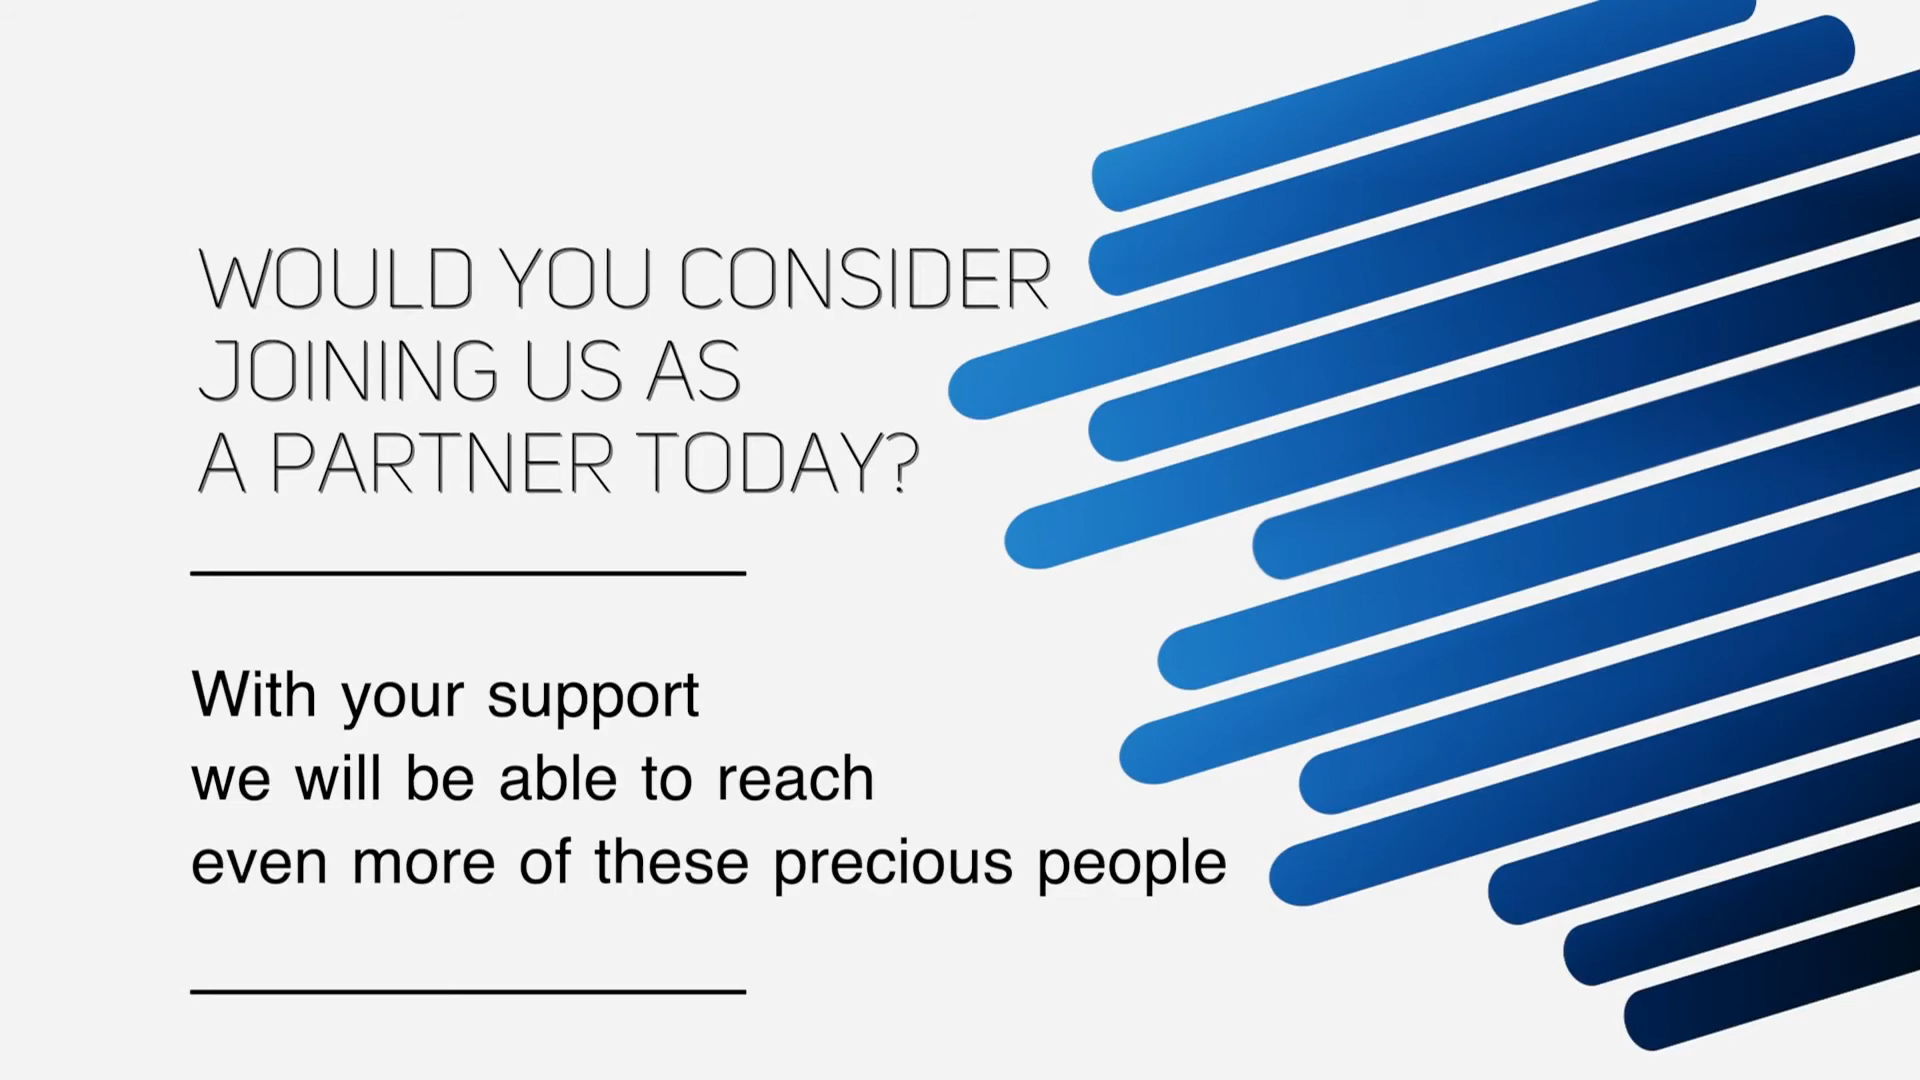 WOULD YOU CONSIDER
JOINING US AS
A PARTNER TODAY?
With your support
we will be able to reach
even more of these precious people